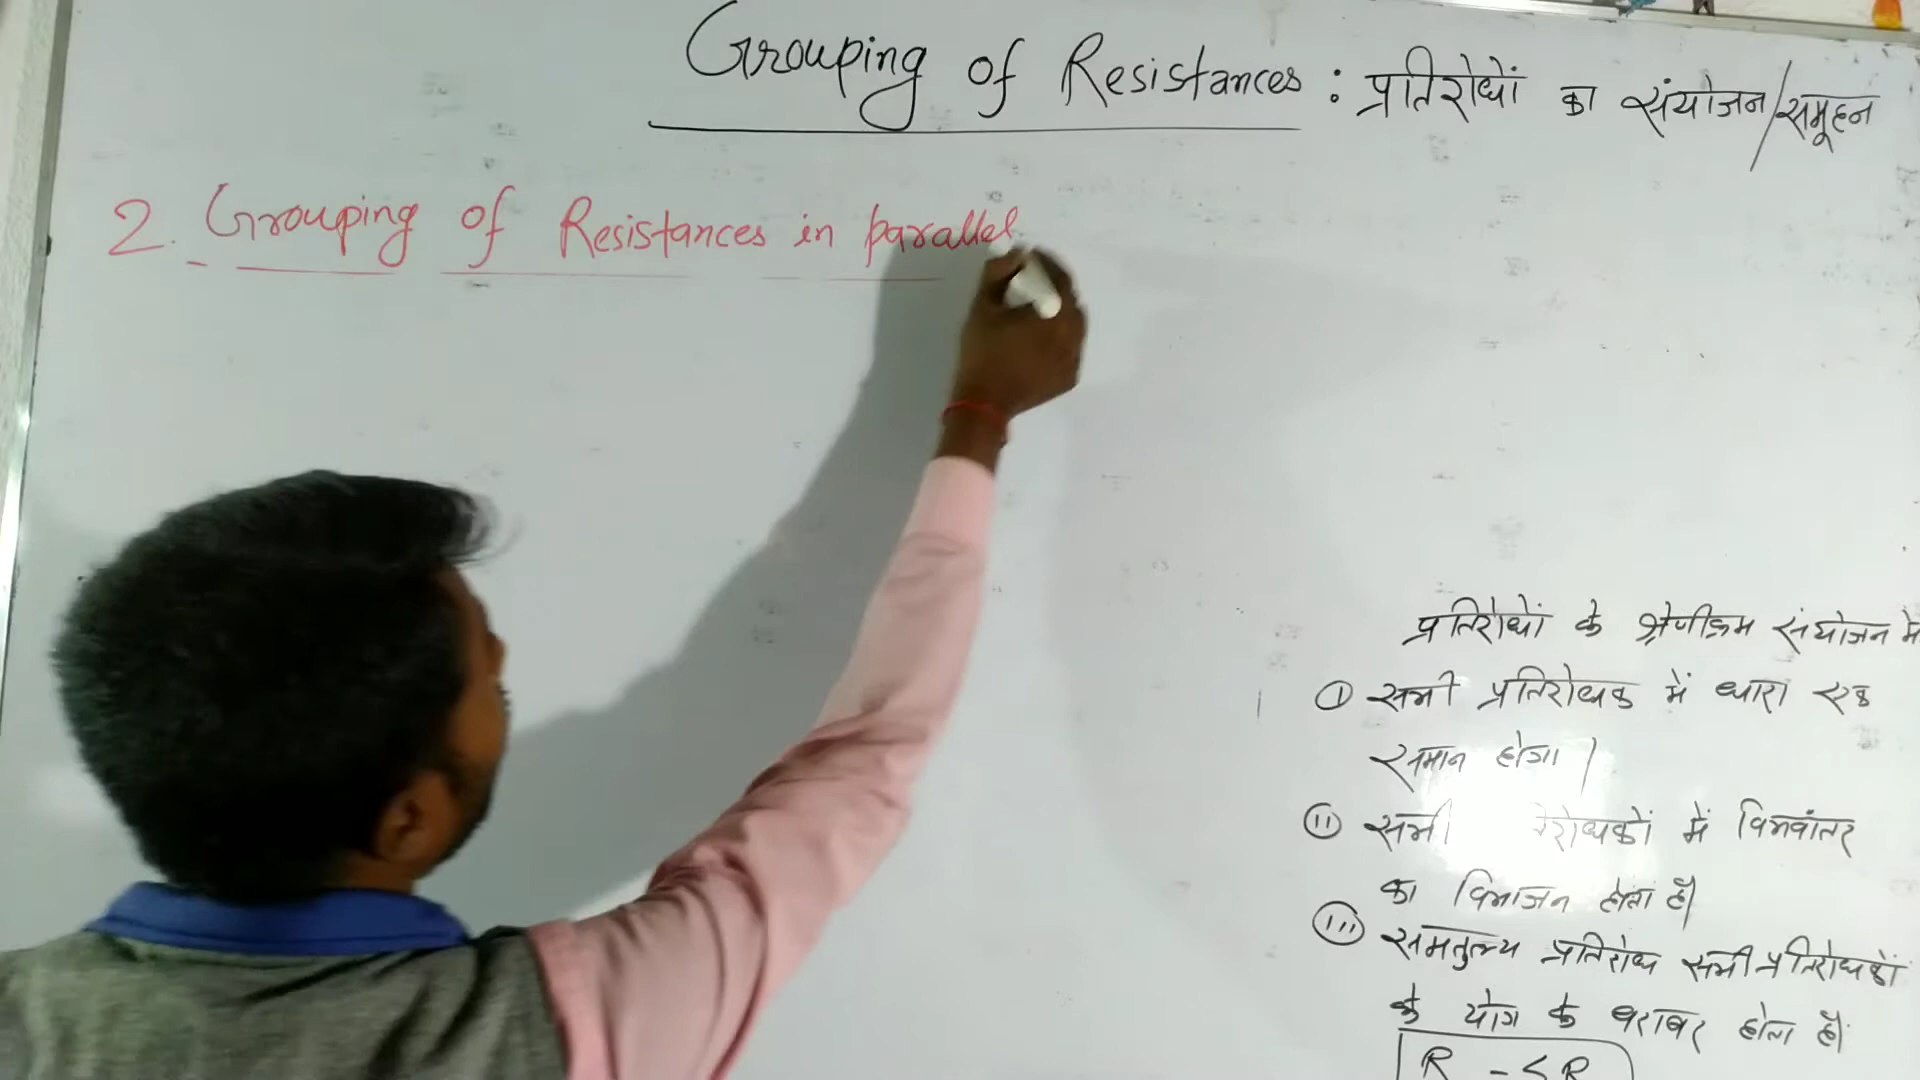 Grouping of Resistances : प्रतिरोधों का संयोजन/समूहन
2. Grouping of Resistances in parallel
प्रतिरोधों के श्रेणीक्रम संयोजन में
(i) सभी प्रतिरोधक में धारा एक
समान होगा।
(ii) सभी रोधकों में विभवांतर
का विभाजन होता है।
(iii) समतुल्य प्रतिरोध सभी प्रतिरोधकों
के योग के बराबर होता है।